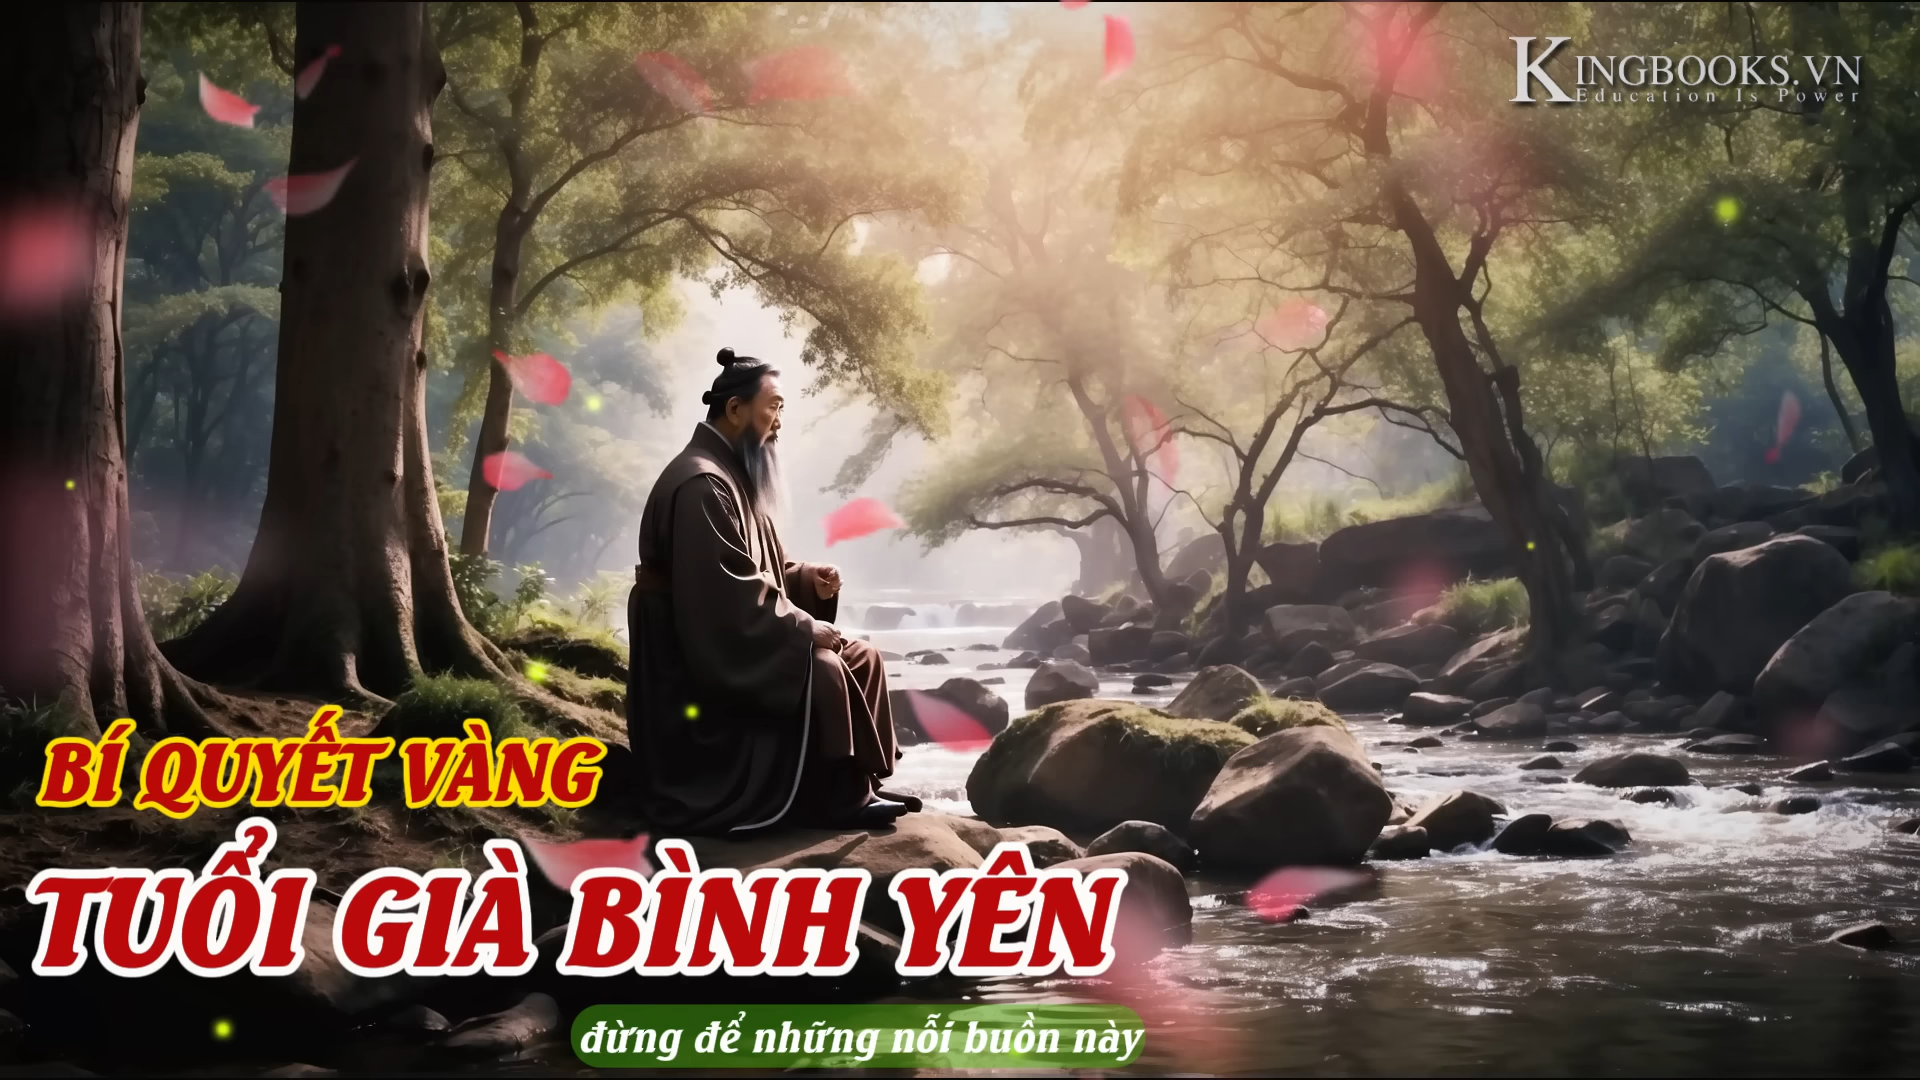 KINGBOOKS.VN
Education Is Power
BÍ QUYẾT VÀNG
TUỔI GIÀ BÌNH YÊN
đừng để những nỗi buồn này